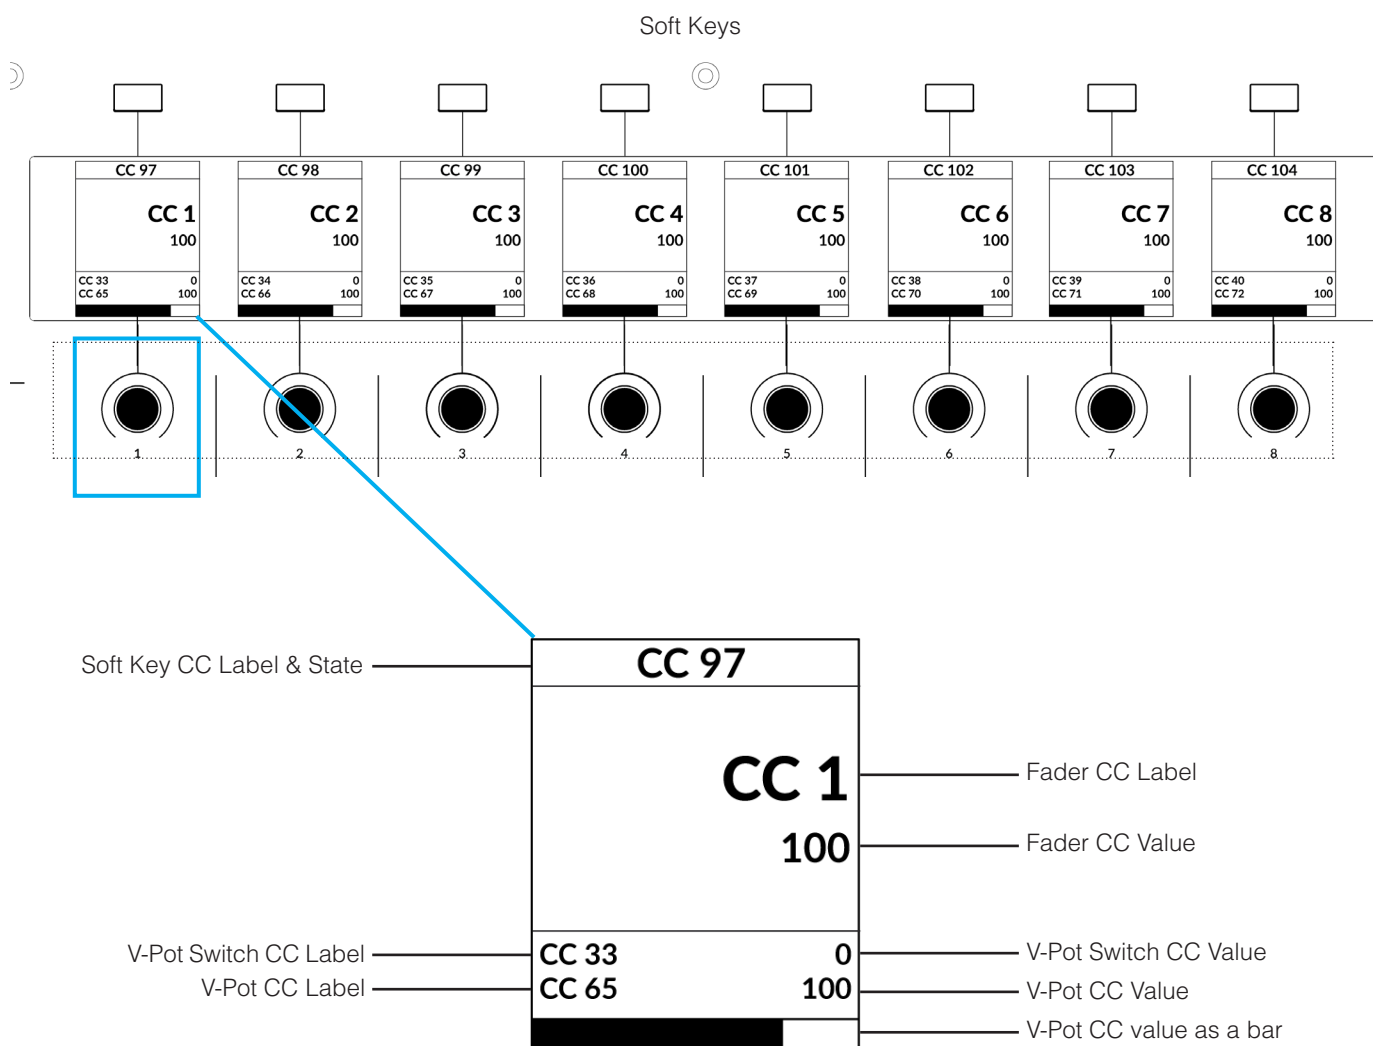 Soft Keys
CC 97 CC 98 CC 99 CC 100 CC 101 CC 102 CC 103 CC 104
CC 1 CC 2 CC 3 CC 4 CC 5 CC 6 CC 7 CC 8
100 100 100 100 100 100 100 100
CC 33 0 CC 34 0 CC 35 0 CC 36 0 CC 37 0 CC 38 0 CC 39 0 CC 40 0
CC 65 100 CC 66 100 CC 67 100 CC 68 100 CC 69 100 CC 70 100 CC 71 100 CC 72 100
1 2 3 4 5 6 7 8
Soft Key CC Label & State CC 97
CC 1 Fader CC Label
100 Fader CC Value
V-Pot Switch CC Label CC 33 0 V-Pot Switch CC Value
V-Pot CC Label CC 65 100 V-Pot CC Value
V-Pot CC value as a bar